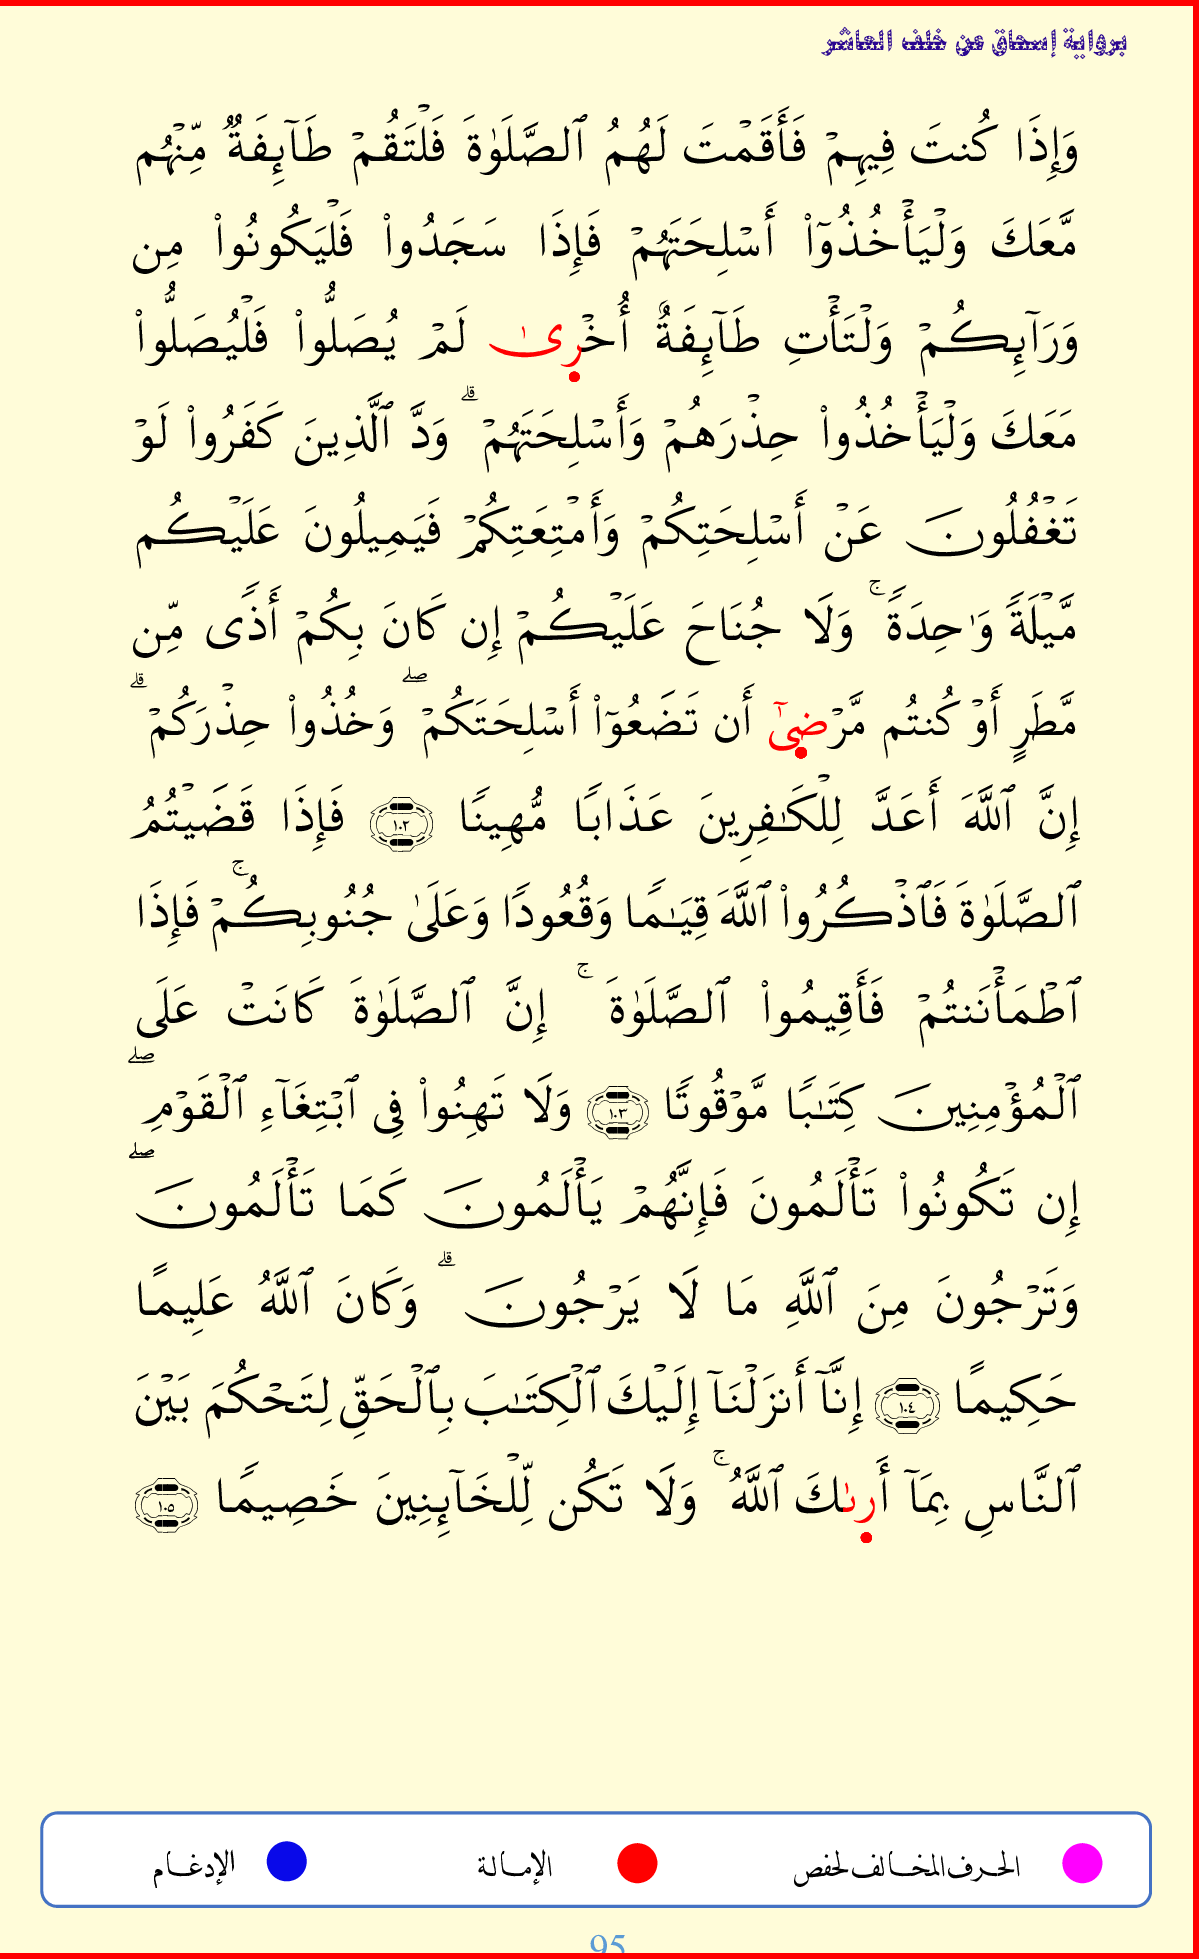 برواية إسحاق عن خلف العاشر
وَإِذَا كُنتَ فِيهِمۡ فَأَقَمۡتَ لَهُمُ ٱلصَّلَوٰةَ فَلۡتَقُمۡ طَآئِفَةٞ مِّنۡهُم
مَّعَكَ وَلۡيَأۡخُذُوٓاْ أَسۡلِحَتَهُمۡ فَإِذَا سَجَدُواْ فَلۡيَكُونُواْ مِن
وَرَآئِكُمۡ وَلۡتَأۡتِ طَآئِفَةٌ أُخۡرِىٰ لَمۡ يُصَلُّواْ فَلۡيُصَلُّواْ
مَعَكَ وَلۡيَأۡخُذُواْ حِذۡرَهُمۡ وَأَسۡلِحَتَهُمۡۗ وَدَّ ٱلَّذِينَ كَفَرُواْ لَوۡ
تَغۡفُلُونَ عَنۡ أَسۡلِحَتِكُمۡ وَأَمۡتِعَتِكُمۡ فَيَمِيلُونَ عَلَيۡكُم
مَّيۡلَةٗ وَٰحِدَةٗۚ وَلَا جُنَاحَ عَلَيۡكُمۡ إِن كَانَ بِكُمۡ أَذٗى مِّن
مَّطَرٍ أَوۡ كُنتُم مَّرۡضِىٰٓ أَن تَضَعُوٓاْ أَسۡلِحَتَكُمۡۖ وَخُذُواْ حِذۡرَكُمۡۗ
إِنَّ ٱللَّهَ أَعَدَّ لِلۡكَٰفِرِينَ عَذَابٗا مُّهِينٗا ١٠٢ فَإِذَا قَضَيۡتُمُ
ٱلصَّلَوٰةَ فَٱذۡكُرُواْ ٱللَّهَ قِيَٰمٗا وَقُعُودٗا وَعَلَىٰ جُنُوبِكُمۡۚ فَإِذَا
ٱطۡمَأۡنَنتُمۡ فَأَقِيمُواْ ٱلصَّلَوٰةَۚ إِنَّ ٱلصَّلَوٰةَ كَانَتۡ عَلَى
ٱلۡمُؤۡمِنِينَ كِتَٰبٗا مَّوۡقُوتٗا ١٠٣ وَلَا تَهِنُواْ فِى ٱبۡتِغَآءِ ٱلۡقَوۡمِۖ
إِن تَكُونُواْ تَأۡلَمُونَ فَإِنَّهُمۡ يَأۡلَمُونَ كَمَا تَأۡلَمُونَۖ
وَتَرۡجُونَ مِنَ ٱللَّهِ مَا لَا يَرۡجُونَۗ وَكَانَ ٱللَّهُ عَلِيمًا
حَكِيمًا ١٠٤ إِنَّآ أَنزَلۡنَآ إِلَيۡكَ ٱلۡكِتَٰبَ بِٱلۡحَقِّ لِتَحۡكُمَ بَيۡنَ
ٱلنَّاسِ بِمَآ أَرِىٰكَ ٱللَّهُۚ وَلَا تَكُن لِّلۡخَآئِنِينَ خَصِيمٗا ١٠٥
الحرف المخالف لحفص الإمالة الإدغام
95